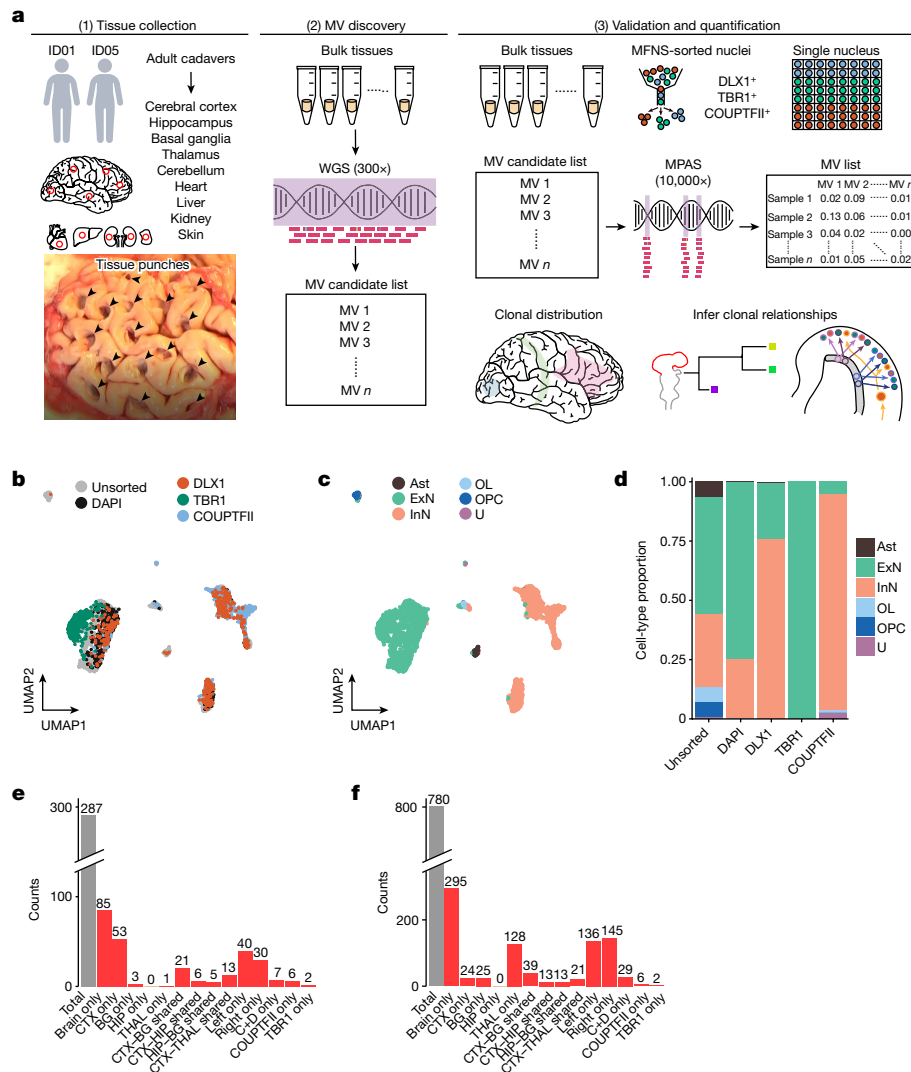 a
(1) Tissue collection
ID01 ID05
Adult cadavers
Cerebral cortex
Hippocampus
Basal ganglia
Thalamus
Cerebellum
Heart
Liver
Kidney
Skin
Tissue punches
(2) MV discovery
Bulk tissues
WGS (300×)
MV candidate list
MV 1
MV 2
MV 3
MV n
(3) Validation and quantification
Bulk tissues
MFNS-sorted nuclei
DLX1+
TBR1+
COUPTFII+
Single nucleus
MV candidate list
MV 1
MV 2
MV 3
MV n
MPAS
(10,000×)
MV list
MV 1 MV 2 ······ MV n
Sample 1 0.02 0.09 ······ 0.01
Sample 2 0.13 0.06 ······ 0.01
Sample 3 0.04 0.02 ······ 0.00
Sample n 0.01 0.05 ······ 0.02
Clonal distribution
Infer clonal relationships
b
Unsorted
DAPI
DLX1
TBR1
COUPTFII
UMAP2
UMAP1
c
Ast
ExN
InN
OL
OPC
U
UMAP2
UMAP1
d
Cell-type proportion
1.00
0.75
0.50
0.25
0
Unsorted
DAPI
DLX1
TBR1
COUPTFII
Ast
ExN
InN
OL
OPC
U
e
Counts
300
100
0
287
85
53
3
0
1
21
6
5
13
40
30
7
6
2
Total
Brain only
CTX only
BG only
HIP only
THAL only
CTX–BG shared
CTX–HIP shared
HIP–BG shared
CTX–THAL shared
Left only
Right only
C+D only
COUPTFII only
TBR1 only
f
Counts
800
200
0
780
295
24
25
0
128
39
13
13
21
136
145
29
6
2
Total
Brain only
CTX only
BG only
HIP only
THAL only
CTX–BG shared
CTX–HIP shared
HIP–BG shared
CTX–THAL shared
Left only
Right only
C+D only
COUPTFII only
TBR1 only